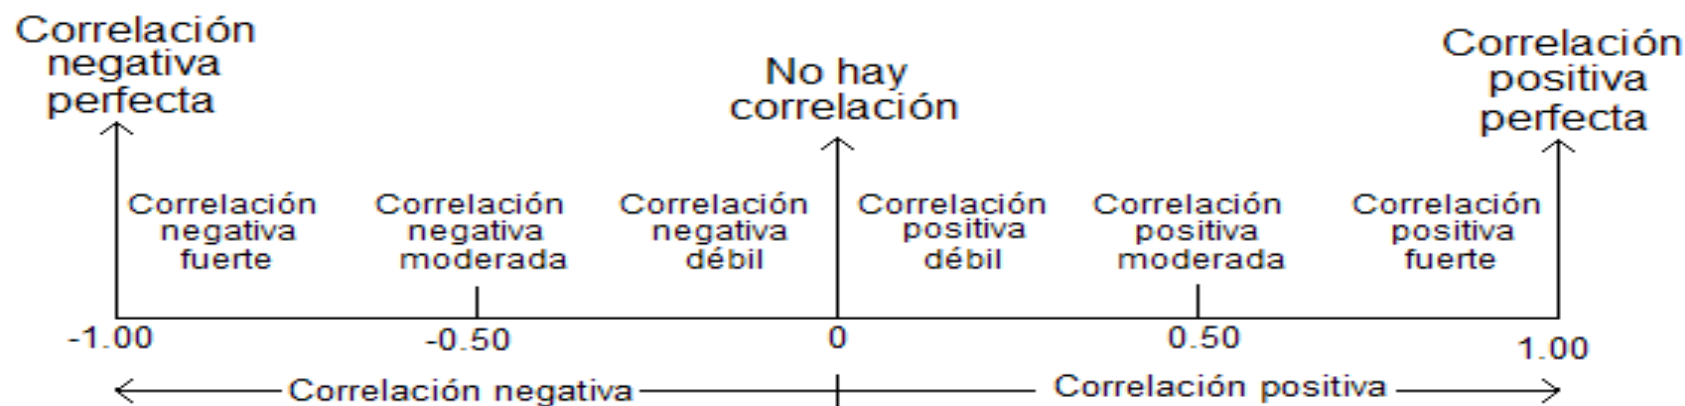 Correlación
negativa
perfecta
No hay
correlación
Correlación
positiva
perfecta
Correlación
negativa
fuerte
Correlación
negativa
moderada
Correlación
negativa
débil
Correlación
positiva
débil
Correlación
positiva
moderada
Correlación
positiva
fuerte
-1.00
-0.50
0
0.50
1.00
Correlación negativa
Correlación positiva